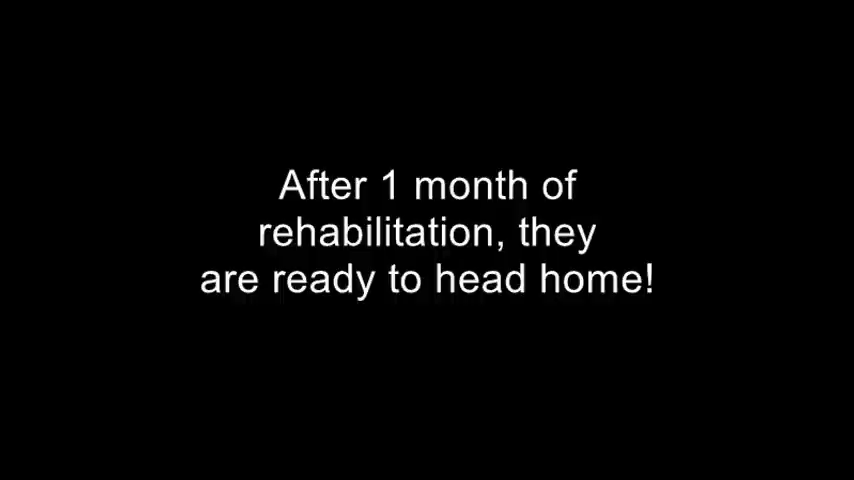 After 1 month of
rehabilitation, they
are ready to head home!